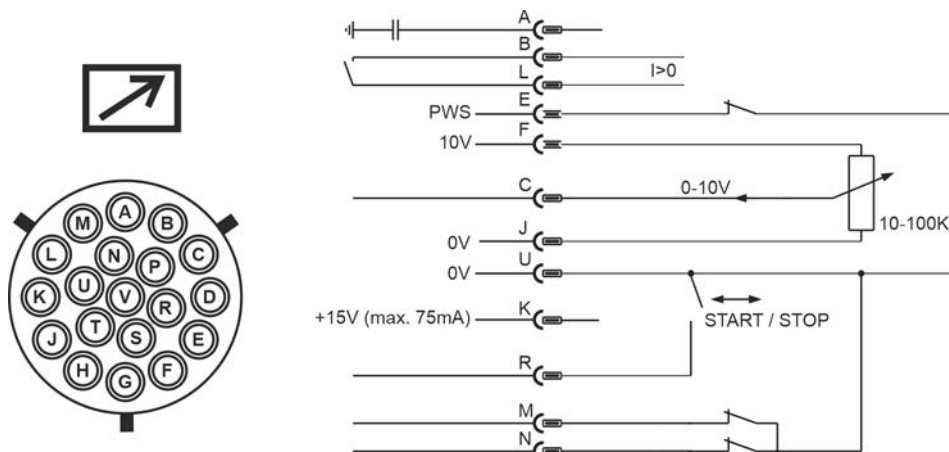 A
B
L I>0
PWS E
10V F
C 0-10V
10-100K
0V J
0V U
+15V (max. 75mA) K
START / STOP
R
M
N
A
M B
L N P C
K U V R D
J T S E
H G F